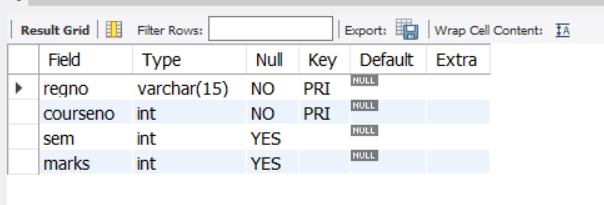 Result Grid Filter Rows: Export: Wrap Cell Content: IA
Field Type Null Key Default Extra
regno varchar(15) NO PRI NULL
courseno int NO PRI NULL
sem int YES NULL
marks int YES NULL